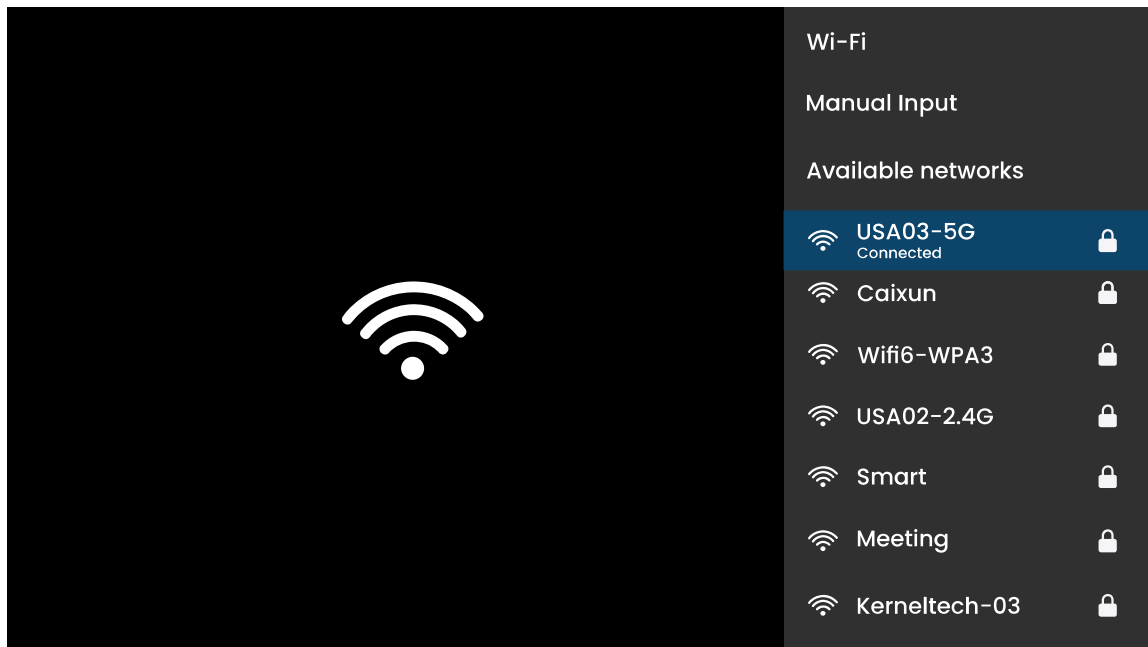 Wi-Fi
Manual Input
Available networks
USA03-5G
Connected
Caixun
Wifi6-WPA3
USA02-2.4G
Smart
Meeting
Kerneltech-03